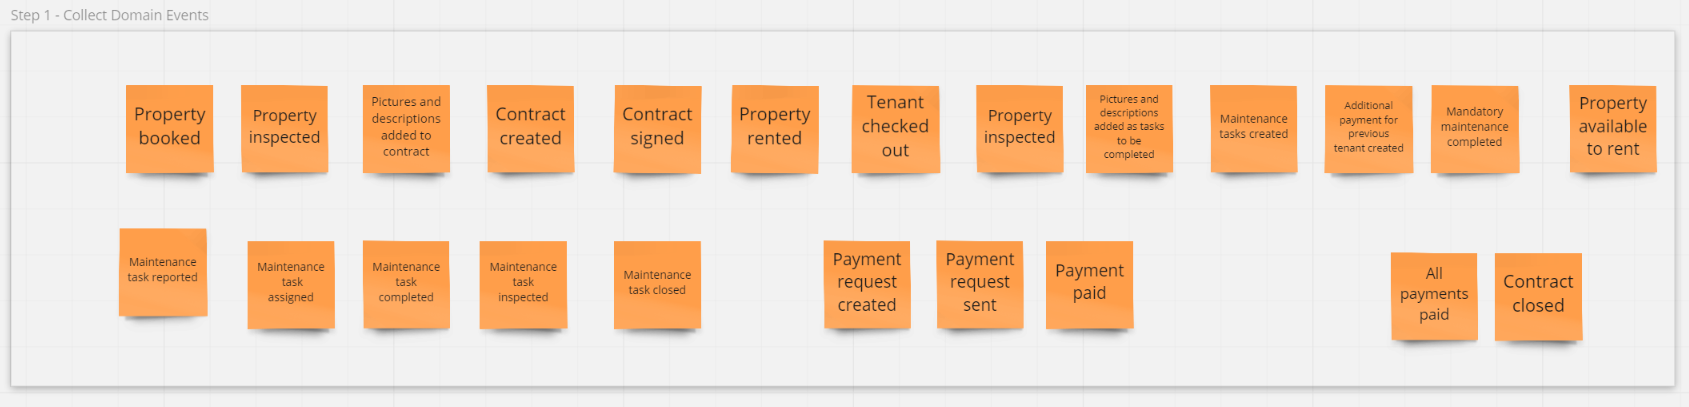 Step 1 - Collect Domain Events
Property
booked
Property
inspected
Pictures and
descriptions
added to
contract
Contract
created
Contract
signed
Property
rented
Tenant
checked
out
Property
inspected
Pictures and
descriptions
added as tasks
to be
completed
Maintenance
tasks created
Additional
payment for
previous
tenant created
Mandatory
maintenance
completed
Property
available
to rent
Maintenance
task reported
Maintenance
task
assigned
Maintenance
task
completed
Maintenance
task
inspected
Maintenance
task closed
Payment
request
created
Payment
request
sent
Payment
paid
All
payments
paid
Contract
closed